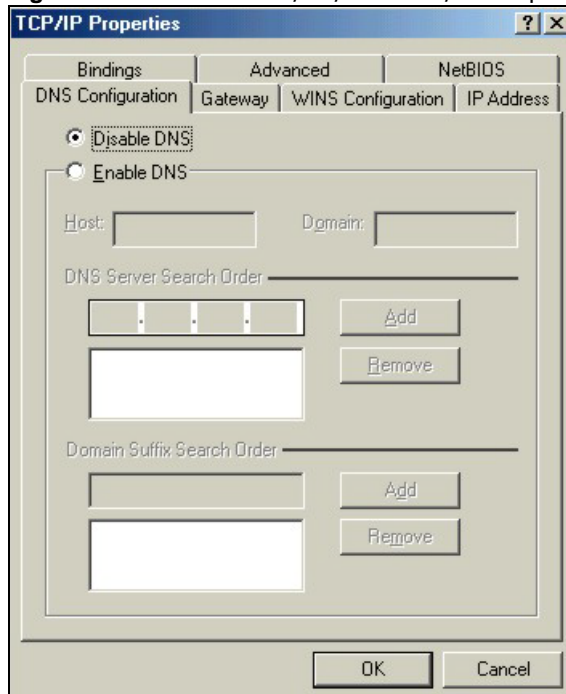 TCP/IP Properties ? ×
Bindings Advanced NetBIOS
DNS Configuration Gateway WINS Configuration IP Address
Disable DNS
Enable DNS
Host: Domain:
DNS Server Search Order
. . . Add
Remove
Domain Suffix Search Order
Add
Remove
OK Cancel